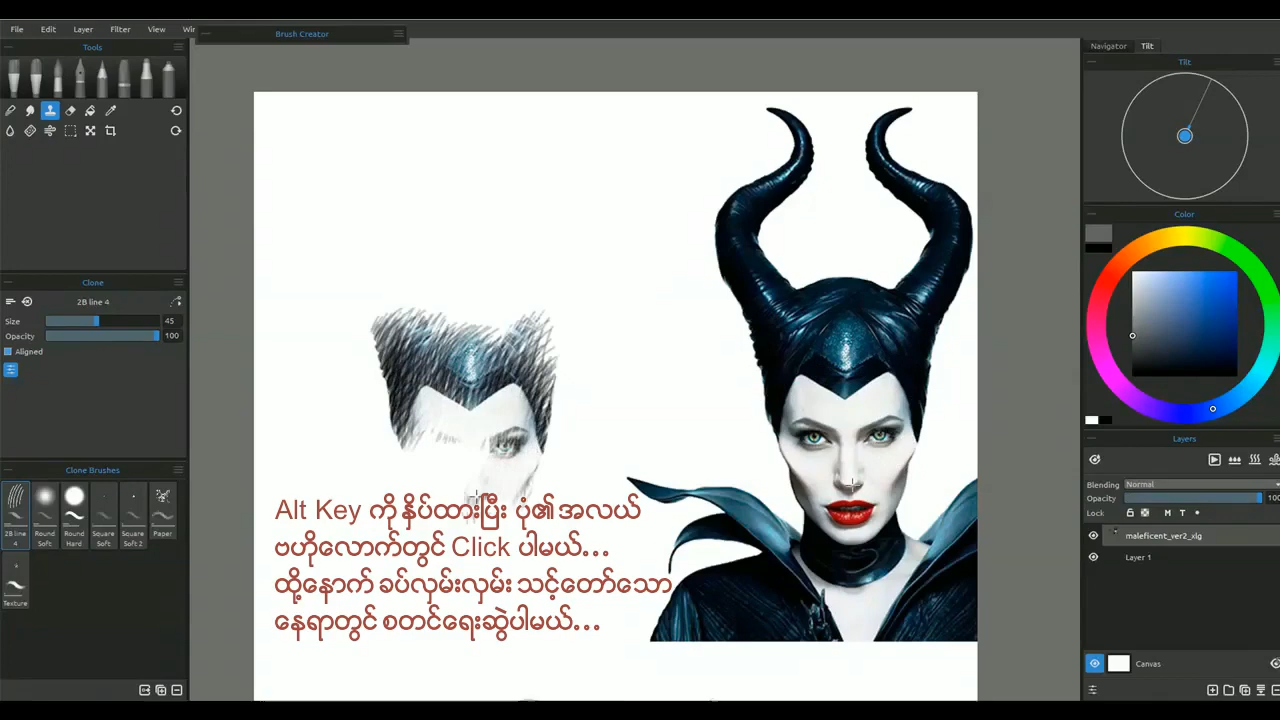 File Edit Layer Filter View Wir
Brush Creator
Tools
Navigator Tilt
Tilt
Clone
2B line 4
Size 45
Opacity 100
Aligned
Color
Clone Brushes
2B line 4
Round Soft
Round Hard
Square Soft
Square Soft 2
Paper
Texture
Layers
Blending Normal
Opacity 100
Lock M T
maleficent_ver2_xlg
Layer 1
Canvas
Alt Key ကို နှိပ်ထားပြီး ပုံ၏ အလယ်
ဗဟိုလောက်တွင် Click ပါမယ်...
ထို့နောက် ခပ်လှမ်းလှမ်း သင့်တော်သော
နေရာတွင် စတင်ရေးဆွဲပါမယ်...